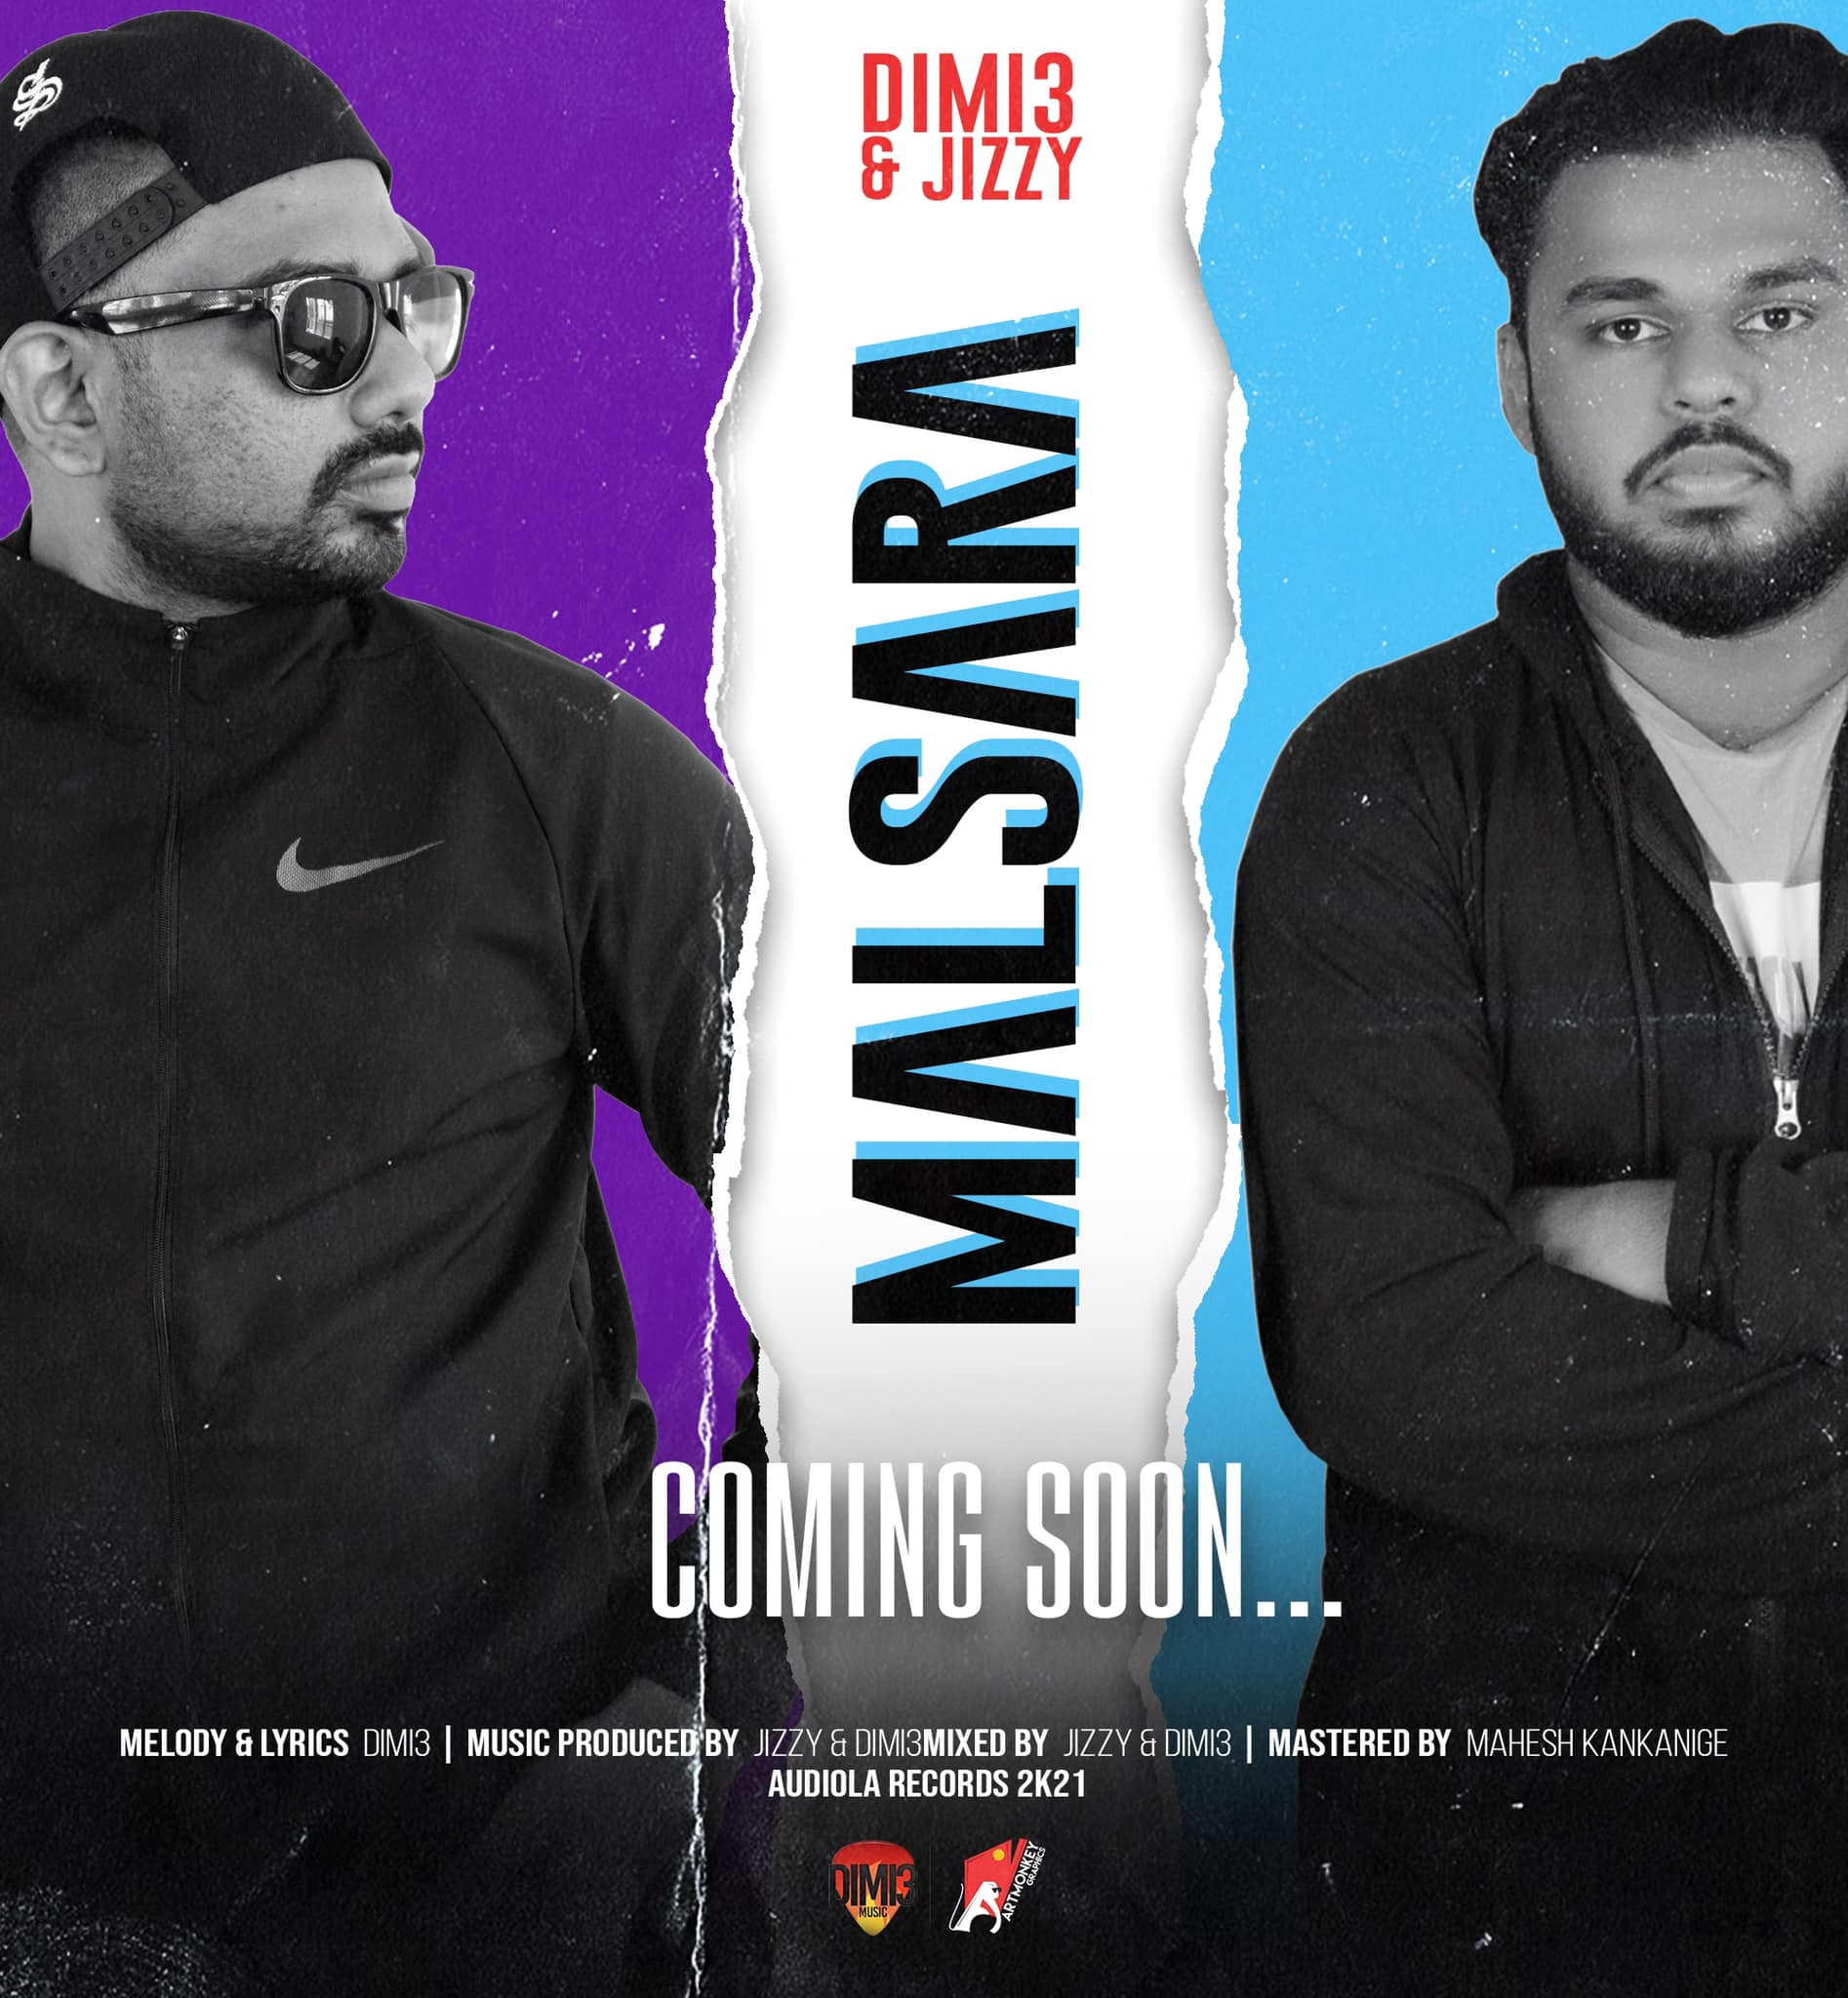 DIMI3
& JIZZY
MALSARA
COMING SOON...
MELODY & LYRICS DIMI3 | MUSIC PRODUCED BY JIZZY & DIMI3MIXED BY JIZZY & DIMI3 | MASTERED BY MAHESH KANKANIGE
AUDIOLA RECORDS 2K21
DIMI3
MUSIC
ARTMONKEY
GRAPHICS